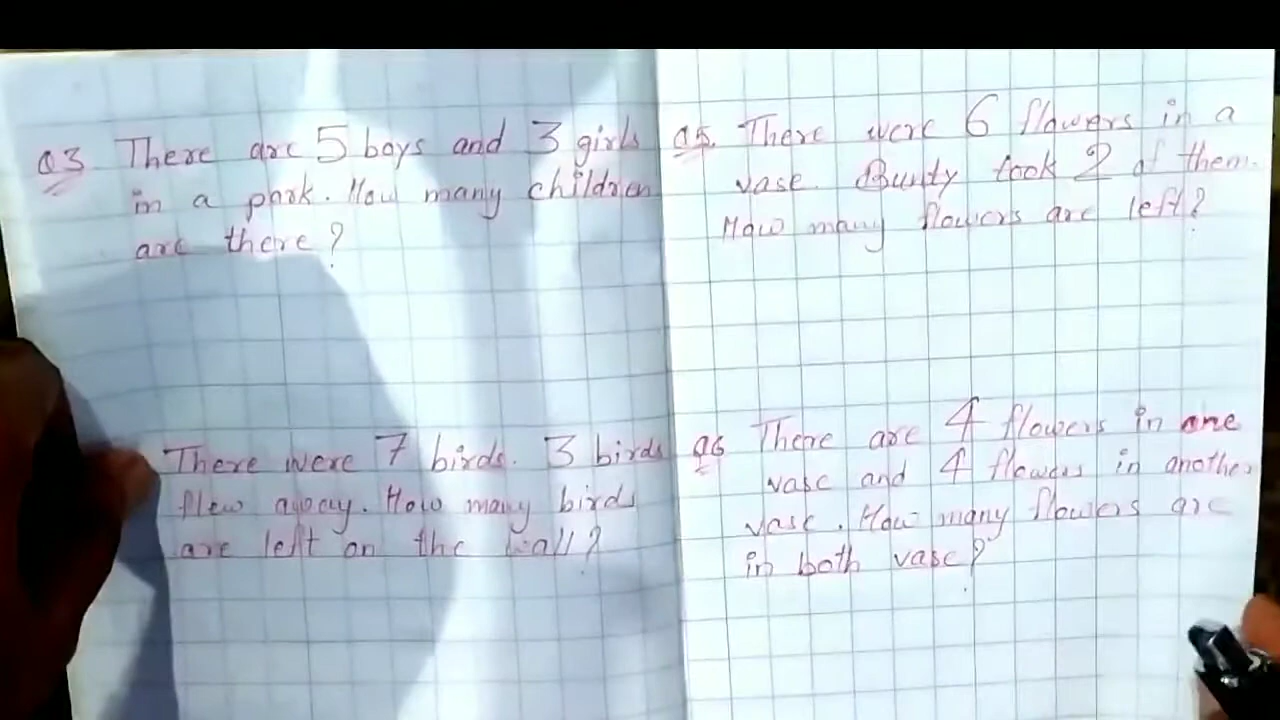 Q3 There are 5 boys and 3 girls
in a park. How many children
are there?
There were 7 birds. 3 birds
flew away. How many birds
are left on the wall?
Q5. There were 6 flowers in a
vase. Bunty took 2 of them.
How many flowers are left?
Q6 There are 4 flowers in one
vase and 4 flowers in another
vase. How many flowers are
in both vase?